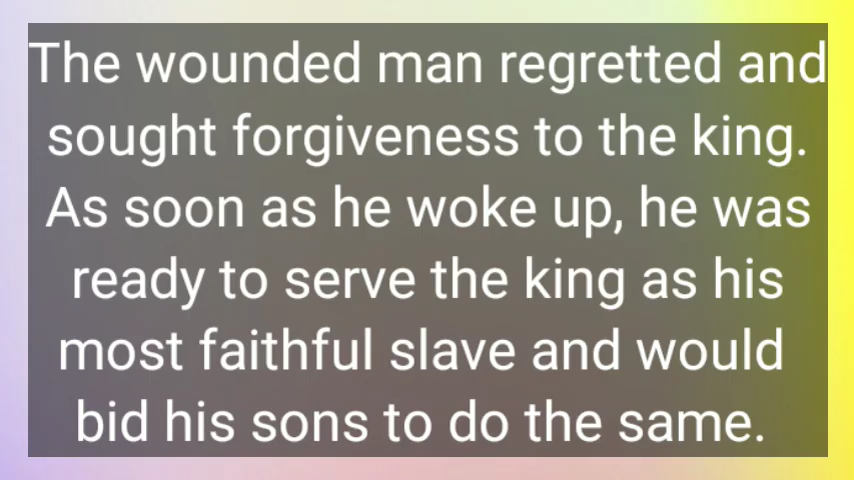 The wounded man regretted and
sought forgiveness to the king.
As soon as he woke up, he was
ready to serve the king as his
most faithful slave and would
bid his sons to do the same.